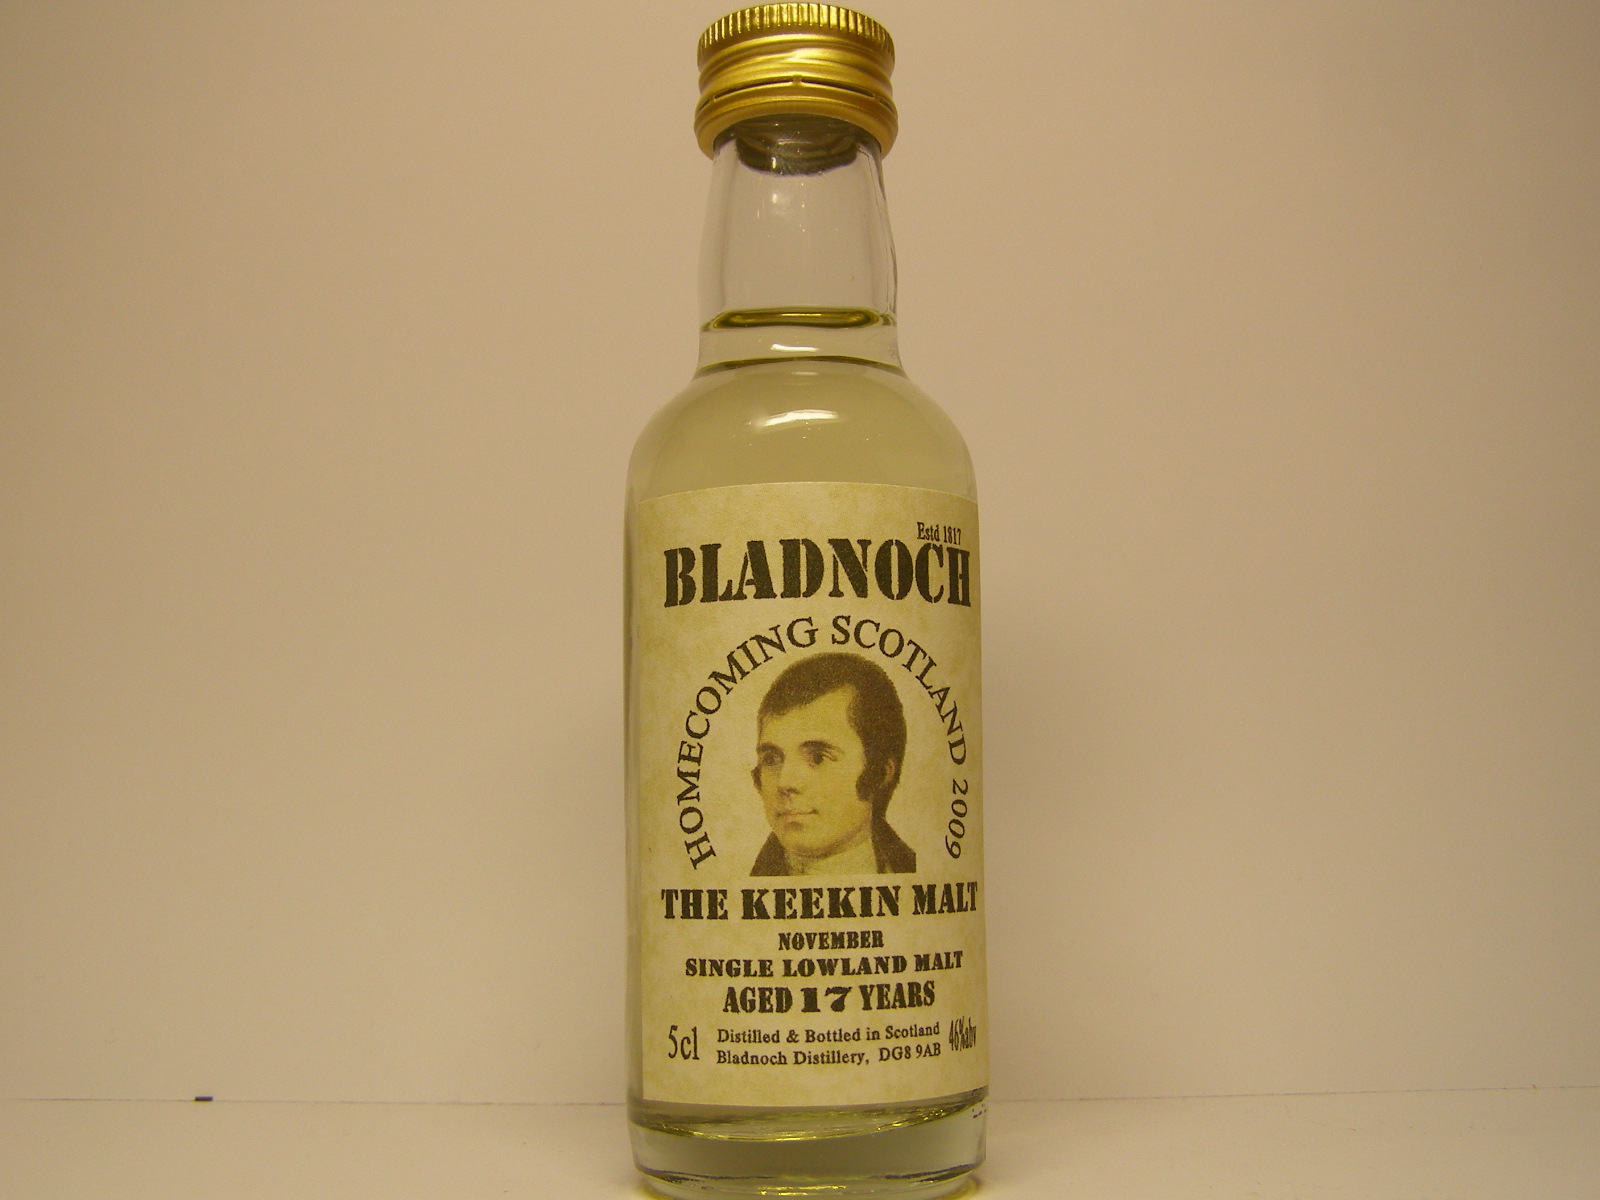 Estd 1817
BLADNOCH
HOMECOMING SCOTLAND 2009
THE KEEKIN MALT
NOVEMBER
SINGLE LOWLAND MALT
AGED 17 YEARS
5cl Distilled & Bottled in Scotland 46%abv
Bladnoch Distillery, DG8 9AB